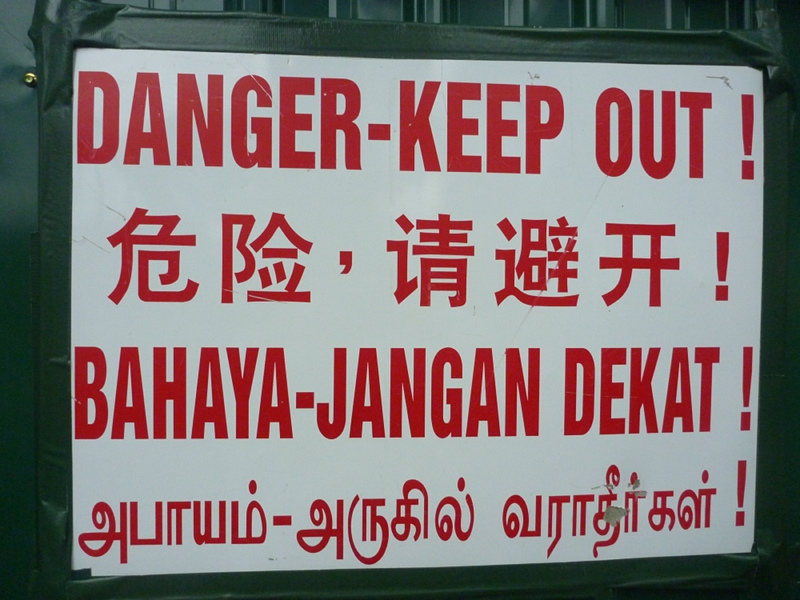 DANGER-KEEP OUT !
危险，请避开！
BAHAYA-JANGAN DEKAT !
அபாயம்-அருகில் வராதீர்கள் !